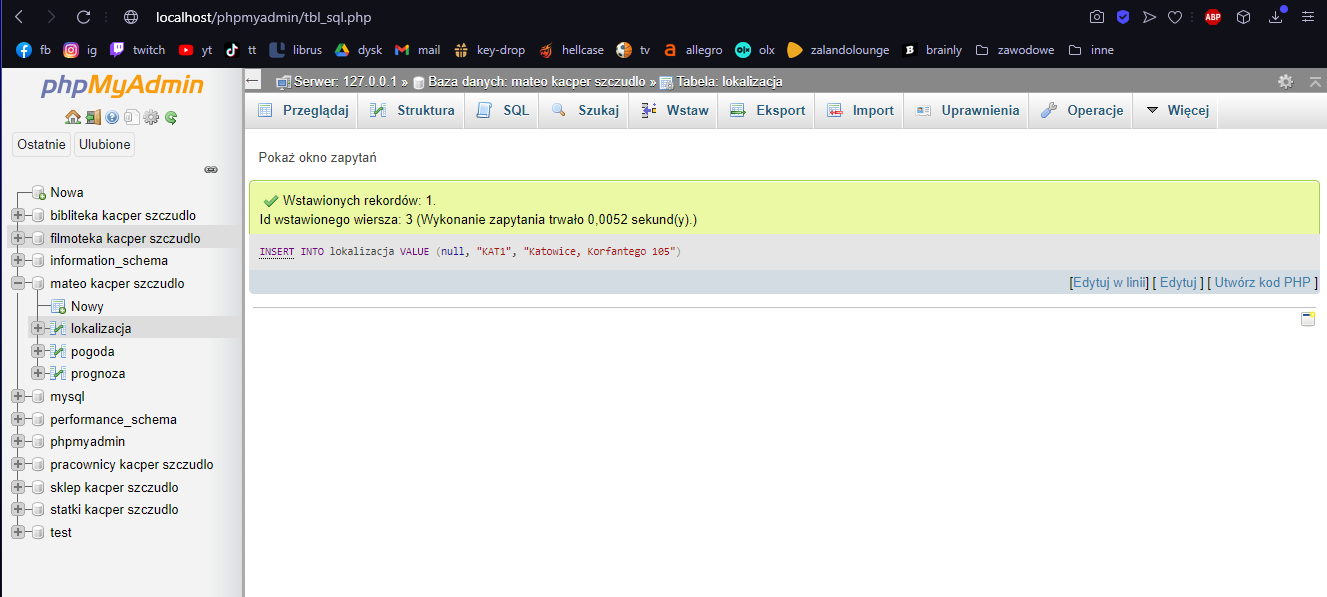 localhost/phpmyadmin/tbl_sql.php
ABP
fb ig twitch yt tt librus dysk mail key-drop hellcase tv allegro olx zalandolounge brainly zawodowe inne
phpMyAdmin
Ostatnie Ulubione
Nowa
bibliteka kacper szczudlo
filmoteka kacper szczudlo
information_schema
mateo kacper szczudlo
Nowy
lokalizacja
pogoda
prognoza
mysql
performance_schema
phpmyadmin
pracownicy kacper szczudlo
sklep kacper szczudlo
statki kacper szczudlo
test
Serwer: 127.0.0.1 » Baza danych: mateo kacper szczudlo » Tabela: lokalizacja
Przeglądaj Struktura SQL Szukaj Wstaw Eksport Import Uprawnienia Operacje Więcej
Pokaż okno zapytań
Wstawionych rekordów: 1.
Id wstawionego wiersza: 3 (Wykonanie zapytania trwało 0,0052 sekund(y).)
INSERT INTO lokalizacja VALUE (null, "KAT1", "Katowice, Korfantego 105")
[Edytuj w linii] [ Edytuj ] [ Utwórz kod PHP ]